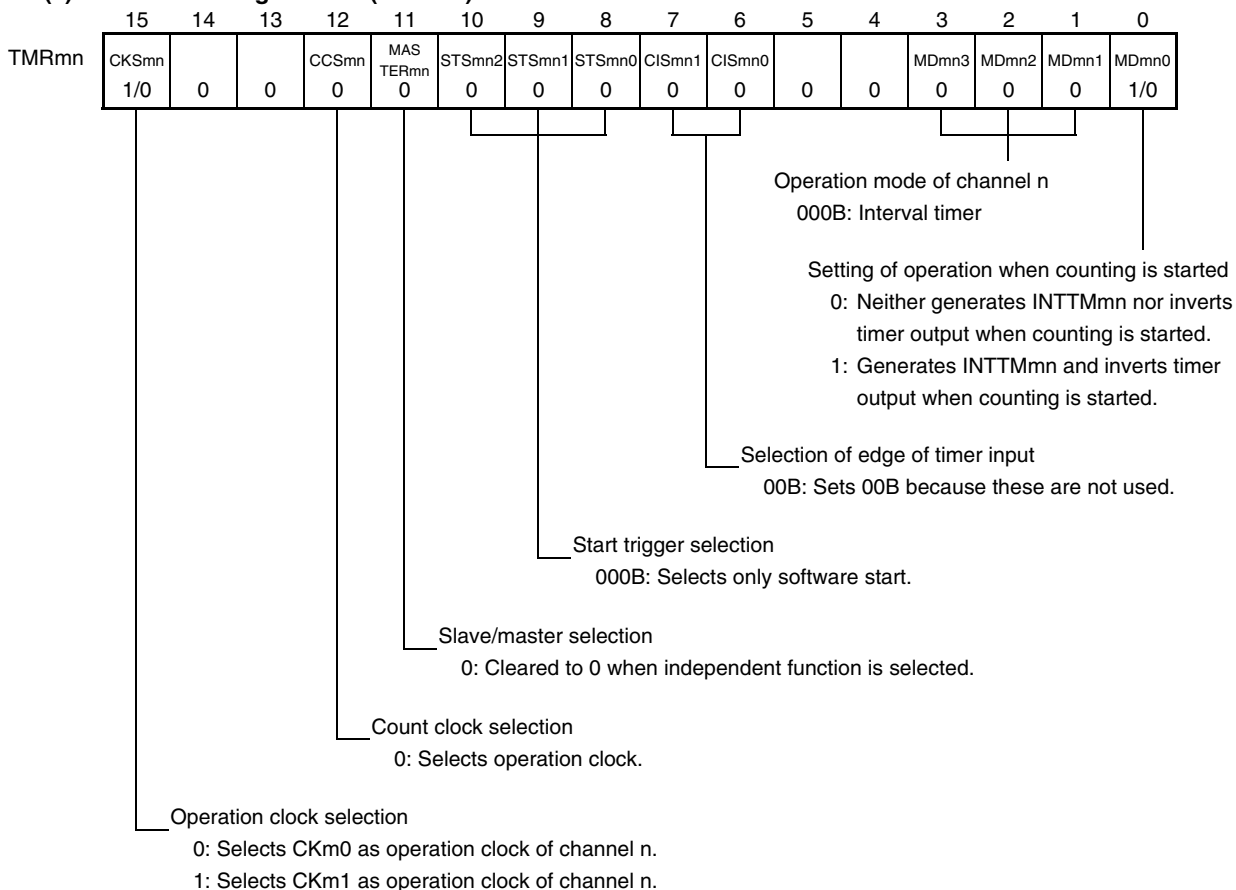 15 14 13 12 11 10 9 8 7 6 5 4 3 2 1 0
TMRmn CKSmn CCSmn MAS TERmn STSmn2 STSmn1 STSmn0 CISmn1 CISmn0 MDmn3 MDmn2 MDmn1 MDmn0
1/0 0 0 0 0 0 0 0 0 0 0 0 0 0 0 1/0
Operation mode of channel n
000B: Interval timer
Setting of operation when counting is started
0: Neither generates INTTMmn nor inverts
timer output when counting is started.
1: Generates INTTMmn and inverts timer
output when counting is started.
Selection of edge of timer input
00B: Sets 00B because these are not used.
Start trigger selection
000B: Selects only software start.
Slave/master selection
0: Cleared to 0 when independent function is selected.
Count clock selection
0: Selects operation clock.
Operation clock selection
0: Selects CKm0 as operation clock of channel n.
1: Selects CKm1 as operation clock of channel n.